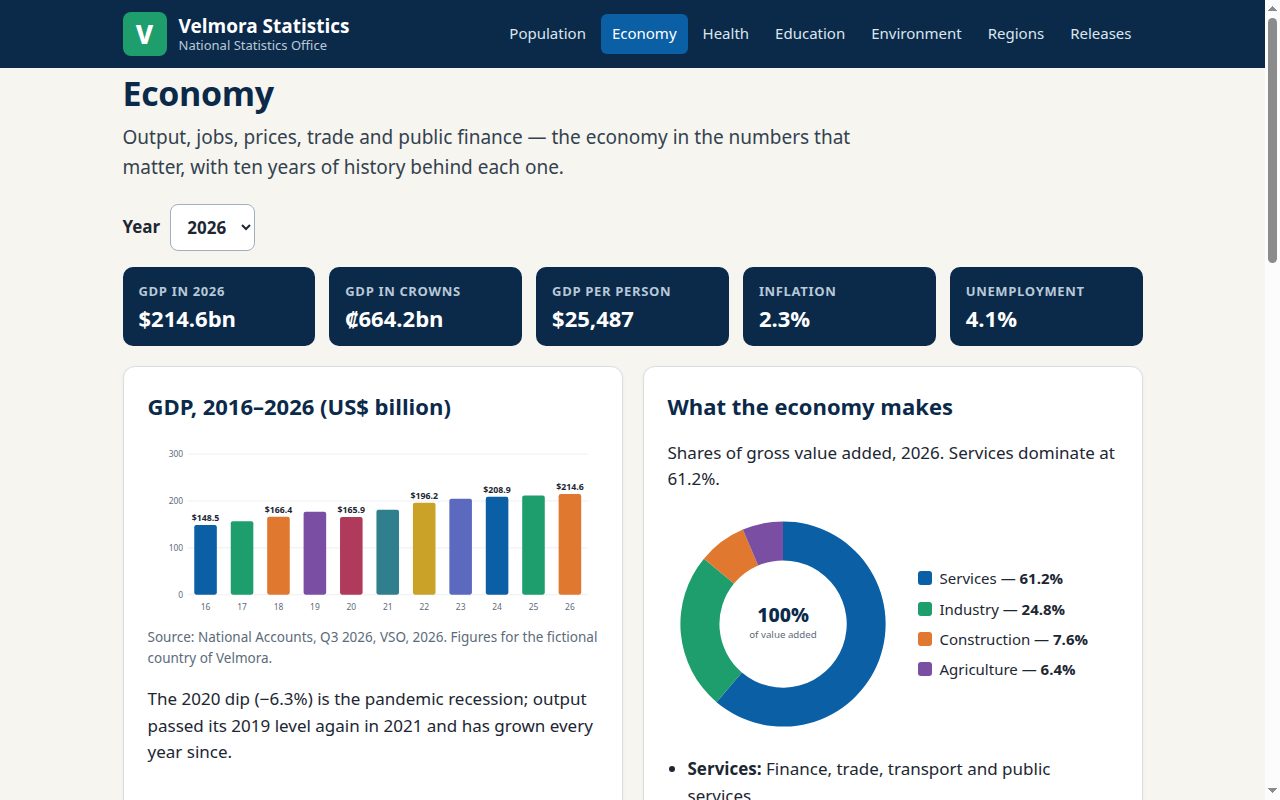 V
Velmora Statistics
National Statistics Office
Population
Economy
Health
Education
Environment
Regions
Releases
Economy
Output, jobs, prices, trade and public finance — the economy in the numbers that
matter, with ten years of history behind each one.
Year
2026
GDP IN 2026
$214.6bn
GDP IN CROWNS
₡664.2bn
GDP PER PERSON
$25,487
INFLATION
2.3%
UNEMPLOYMENT
4.1%
GDP, 2016–2026 (US$ billion)
300
200
100
0
$148.5
$166.4
$165.9
$196.2
$208.9
$214.6
16 17 18 19 20 21 22 23 24 25 26
Source: National Accounts, Q3 2026, VSO, 2026. Figures for the fictional
country of Velmora.
The 2020 dip (−6.3%) is the pandemic recession; output
passed its 2019 level again in 2021 and has grown every
year since.
What the economy makes
Shares of gross value added, 2026. Services dominate at
61.2%.
100%
of value added
Services — 61.2%
Industry — 24.8%
Construction — 7.6%
Agriculture — 6.4%
• Services: Finance, trade, transport and public
services.